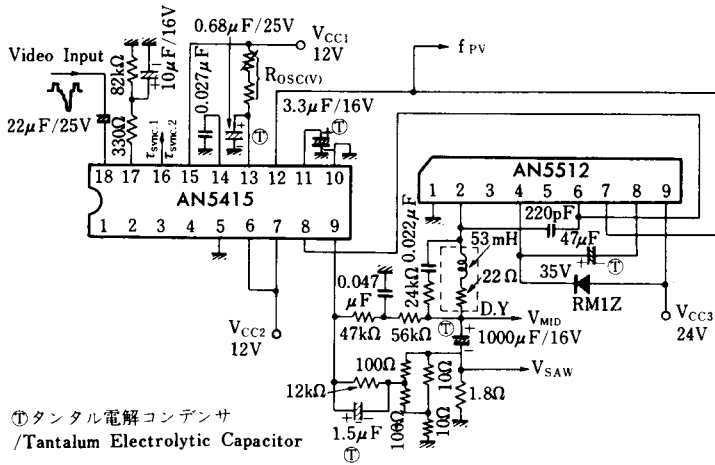 Video Input
22μF/25V
82kΩ
10μF/16V
330Ω
τsync.1
τsync.2
0.027μF
0.68μF/25V
VCC1
12V
ROSC(V)
3.3μF/16V
Ⓣ
Ⓣ
fPV
18 17 16 15 14 13 12 11 10
AN5415
1 2 3 4 5 6 7 8 9
AN5512
1 2 3 4 5 6 7 8 9
220pF
47μF
Ⓣ
35V
RM1Z
VCC3
24V
0.022μF
53mH
22Ω
D.Y
24kΩ
0.047
μF
47kΩ
56kΩ
Ⓣ
VMID
1000μF/16V
VCC2
12V
100Ω
10Ω
VSAW
12kΩ
1.8Ω
100Ω
10Ω
1.5μF
Ⓣ
Ⓣタンタル電解コンデンサ
/Tantalum Electrolytic Capacitor